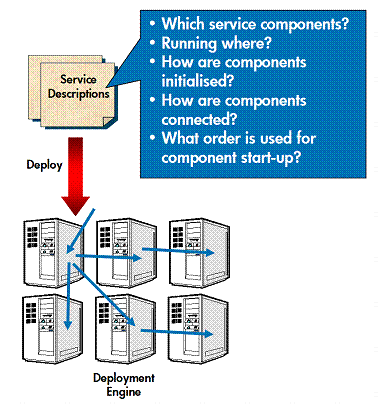 • Which service components?
• Running where?
• How are components
initialised?
• How are components
connected?
• What order is used for
component start-up?
Service
Descriptions
Deploy
Deployment
Engine